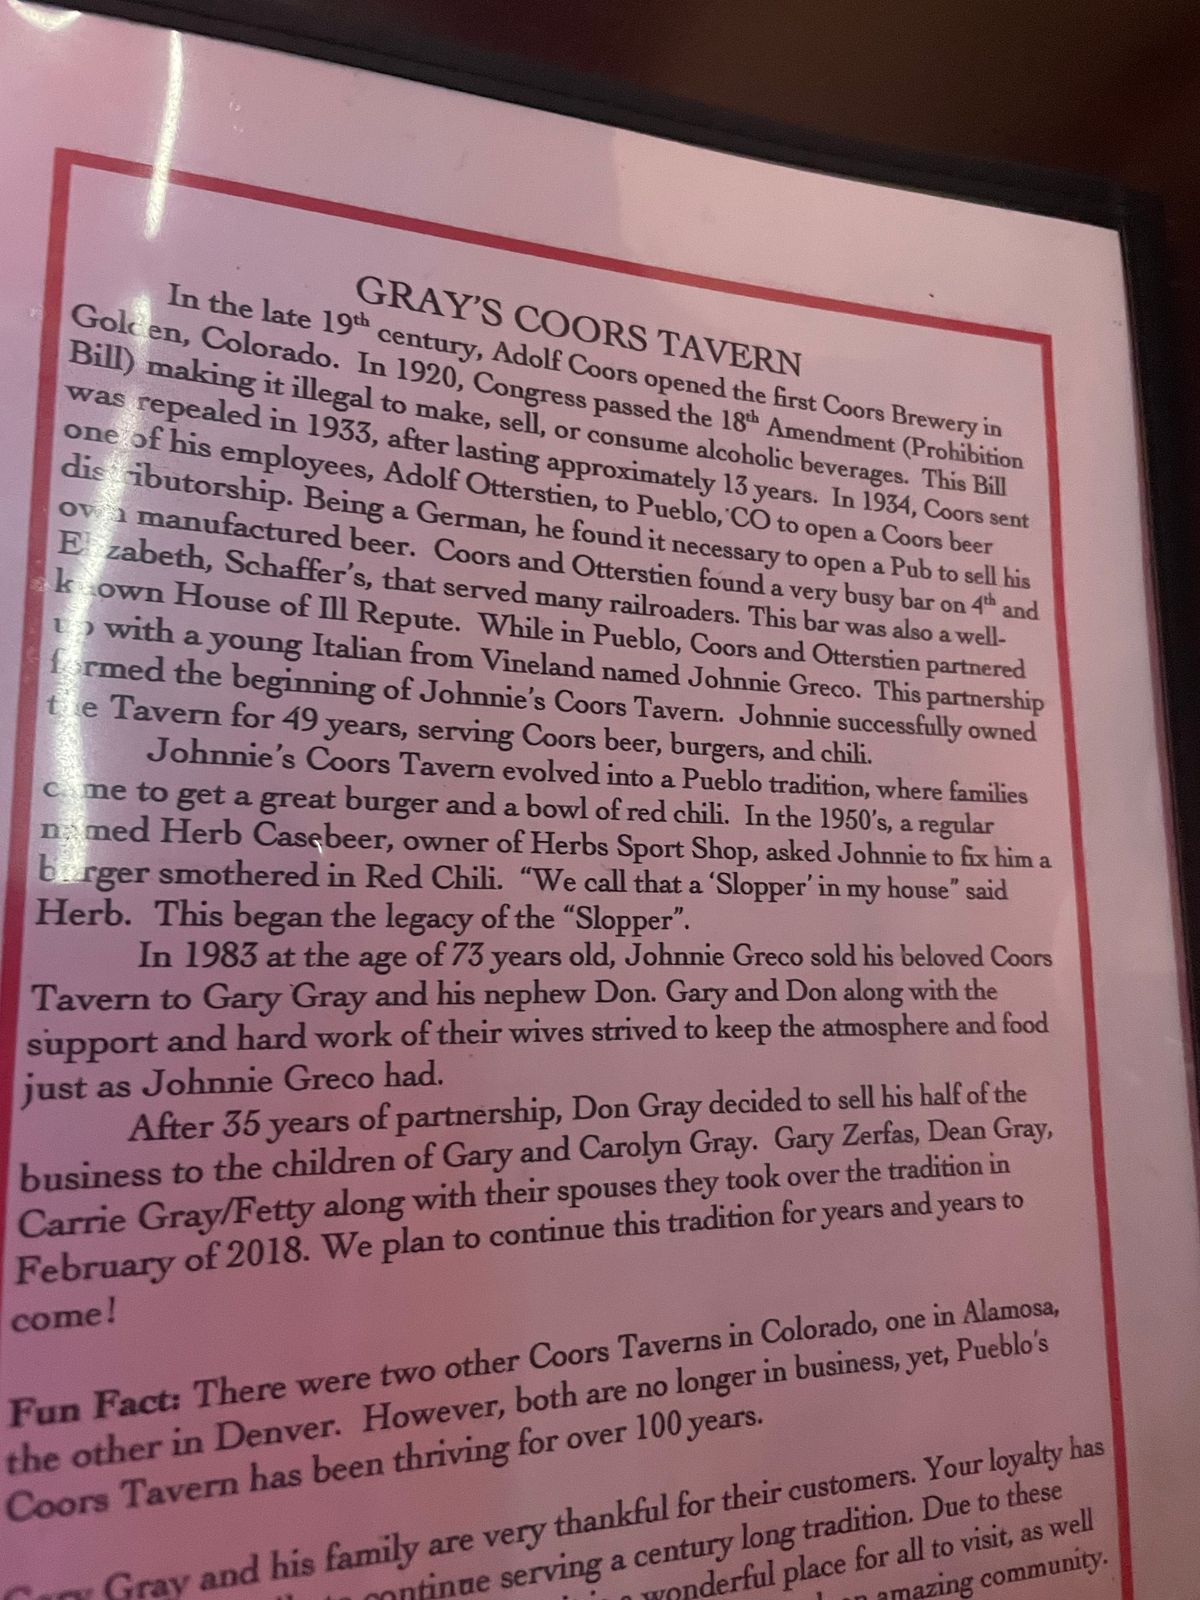 GRAY'S COORS TAVERN
In the late 19th century, Adolf Coors opened the first Coors Brewery in
Golden, Colorado. In 1920, Congress passed the 18th Amendment (Prohibition
Bill) making it illegal to make, sell, or consume alcoholic beverages. This Bill
was repealed in 1933, after lasting approximately 13 years. In 1934, Coors sent
one of his employees, Adolf Otterstien, to Pueblo, CO to open a Coors beer
distributorship. Being a German, he found it necessary to open a Pub to sell his
own manufactured beer. Coors and Otterstien found a very busy bar on 4th and
Elizabeth, Schaffer's, that served many railroaders. This bar was also a well-
known House of Ill Repute. While in Pueblo, Coors and Otterstien partnered
up with a young Italian from Vineland named Johnnie Greco. This partnership
formed the beginning of Johnnie's Coors Tavern. Johnnie successfully owned
the Tavern for 49 years, serving Coors beer, burgers, and chili.
Johnnie's Coors Tavern evolved into a Pueblo tradition, where families
came to get a great burger and a bowl of red chili. In the 1950's, a regular
named Herb Casebeer, owner of Herbs Sport Shop, asked Johnnie to fix him a
burger smothered in Red Chili. "We call that a 'Slopper' in my house" said
Herb. This began the legacy of the "Slopper".
In 1983 at the age of 73 years old, Johnnie Greco sold his beloved Coors
Tavern to Gary Gray and his nephew Don. Gary and Don along with the
support and hard work of their wives strived to keep the atmosphere and food
just as Johnnie Greco had.
After 35 years of partnership, Don Gray decided to sell his half of the
business to the children of Gary and Carolyn Gray. Gary Zerfas, Dean Gray,
Carrie Gray/Fetty along with their spouses they took over the tradition in
February of 2018. We plan to continue this tradition for years and years to
come!
Fun Fact: There were two other Coors Taverns in Colorado, one in Alamosa,
the other in Denver. However, both are no longer in business, yet, Pueblo's
Coors Tavern has been thriving for over 100 years.
Gary Gray and his family are very thankful for their customers. Your loyalty has
continue serving a century long tradition. Due to these
wonderful place for all to visit, as well
amazing community.